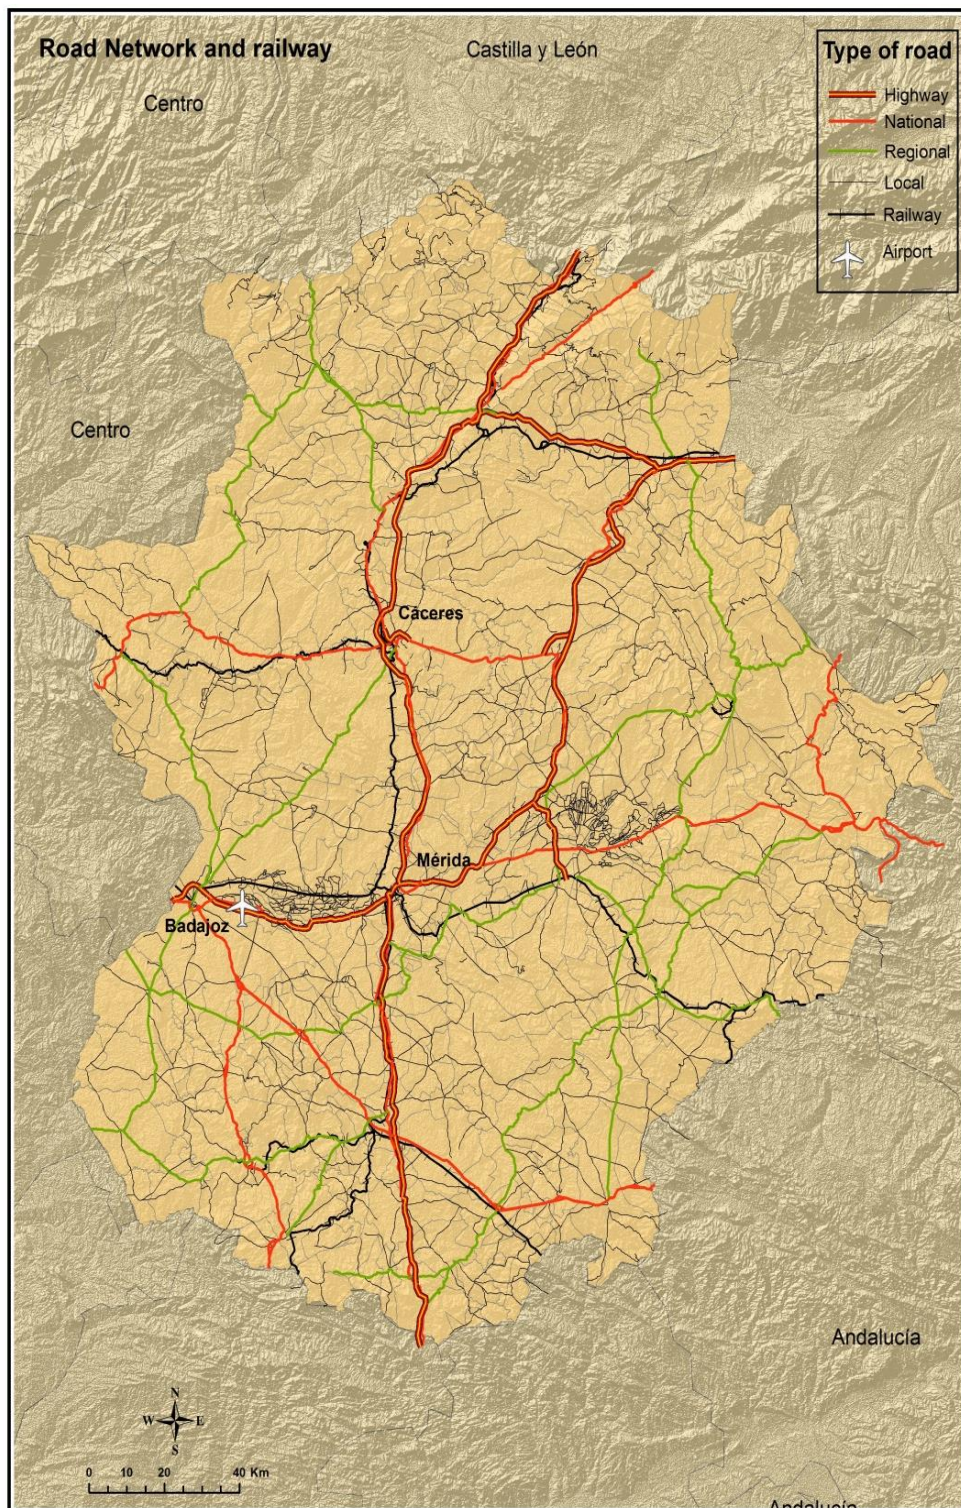 Road Network and railway
Castilla y León
Type of road
Highway
National
Regional
Local
Railway
Airport
Centro
Centro
Cáceres
Mérida
Badajoz
Andalucía
N
W E
S
0 10 20 40 Km
Andalucía